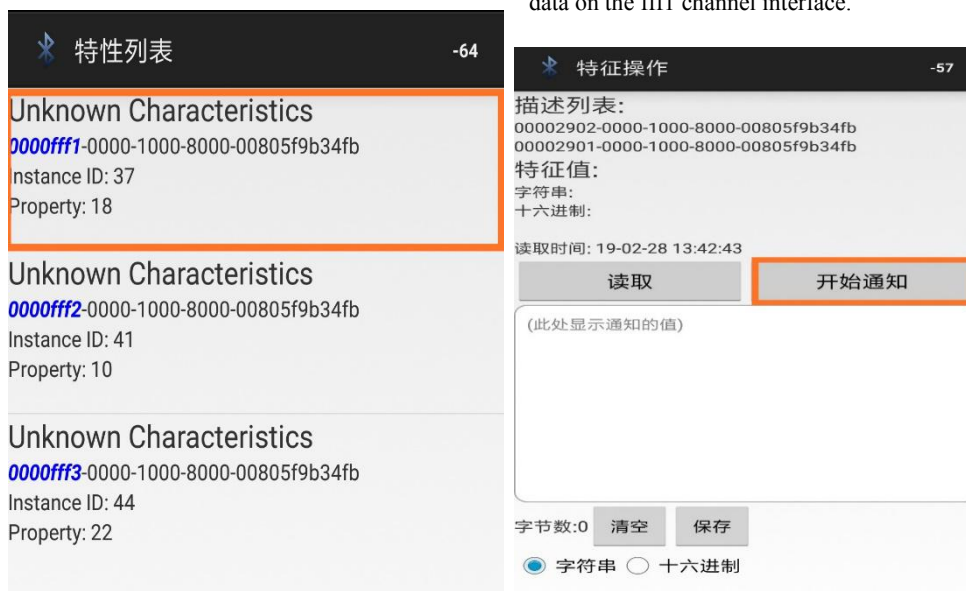 data on the fff1 channel interface.
特性列表
-64
Unknown Characteristics
0000fff1-0000-1000-8000-00805f9b34fb
Instance ID: 37
Property: 18
Unknown Characteristics
0000fff2-0000-1000-8000-00805f9b34fb
Instance ID: 41
Property: 10
Unknown Characteristics
0000fff3-0000-1000-8000-00805f9b34fb
Instance ID: 44
Property: 22
特征操作
-57
描述列表:
00002902-0000-1000-8000-00805f9b34fb
00002901-0000-1000-8000-00805f9b34fb
特征值:
字符串:
十六进制:
读取时间: 19-02-28 13:42:43
读取
开始通知
(此处显示通知的值)
字节数:0 清空 保存
字符串 十六进制